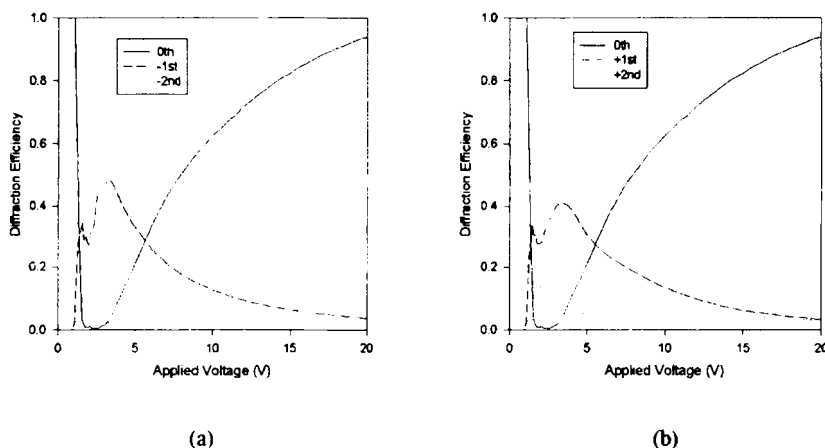 1.0
0.8
0.6
0.4
0.2
0.0
Diffraction Efficiency
0th
-1st
-2nd
0 5 10 15 20
Applied Voltage (V)
(a)
1.0
0.8
0.6
0.4
0.2
0.0
Diffraction Efficiency
0th
+1st
+2nd
0 5 10 15 20
Applied Voltage (V)
(b)